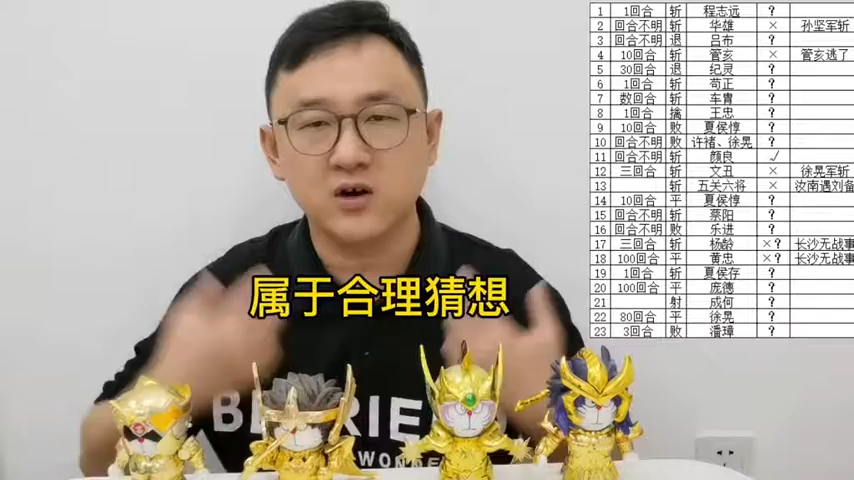 1 1回合 斩 程志远 ?
2 回合不明 斩 华雄 × 孙坚军斩
3 回合不明 退 吕布 ?
4 10回合 斩 管亥 × 管亥逃了
5 30回合 退 纪灵 ?
6 1回合 斩 荀正 ?
7 数回合 斩 车胄 ?
8 1回合 擒 王忠 ?
9 10回合 败 夏侯惇 ?
10 回合不明 败 许褚、徐晃 ?
11 回合不明 斩 颜良 √
12 三回合 斩 文丑 × 徐晃军斩
13 斩 五关六将 × 汝南遇刘备
14 10回合 平 夏侯惇 ?
15 回合不明 斩 蔡阳 ?
16 回合不明 败 乐进 ?
17 三回合 斩 杨龄 ×? 长沙无战事
18 100回合 平 黄忠 ×? 长沙无战事
19 1回合 斩 夏侯存 ?
20 100回合 平 庞德 ?
21 射 成何 ?
22 80回合 平 徐晃 ?
23 3回合 败 潘璋 ?
属于合理猜想